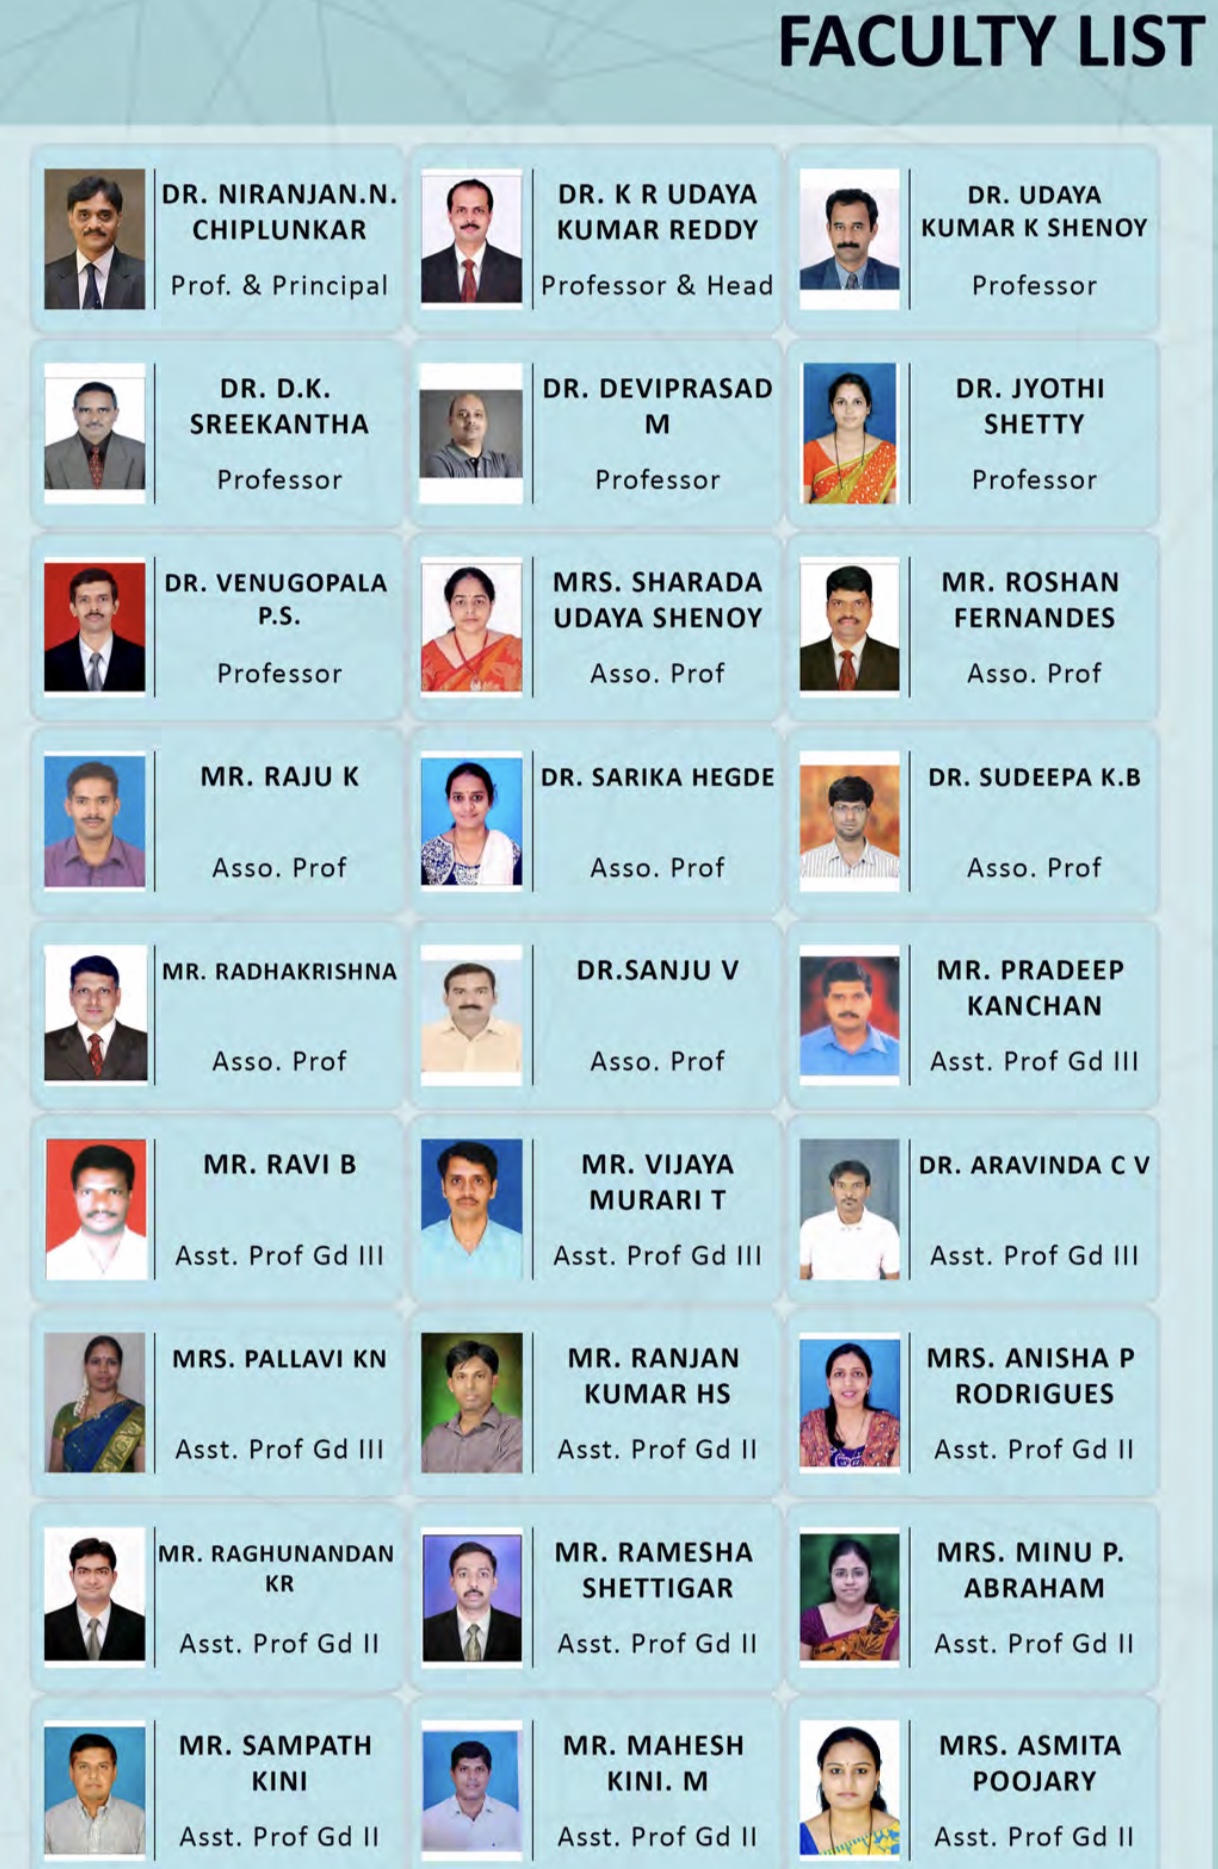 FACULTY LIST
DR. NIRANJAN.N.
CHIPLUNKAR
Prof. & Principal
DR. K R UDAYA
KUMAR REDDY
Professor & Head
DR. UDAYA
KUMAR K SHENOY
Professor
DR. D.K.
SREEKANTHA
Professor
DR. DEVIPRASAD
M
Professor
DR. JYOTHI
SHETTY
Professor
DR. VENUGOPALA
P.S.
Professor
MRS. SHARADA
UDAYA SHENOY
Asso. Prof
MR. ROSHAN
FERNANDES
Asso. Prof
MR. RAJU K
Asso. Prof
DR. SARIKA HEGDE
Asso. Prof
DR. SUDEEPA K.B
Asso. Prof
MR. RADHAKRISHNA
Asso. Prof
DR.SANJU V
Asso. Prof
MR. PRADEEP
KANCHAN
Asst. Prof Gd III
MR. RAVI B
Asst. Prof Gd III
MR. VIJAYA
MURARI T
Asst. Prof Gd III
DR. ARAVINDA C V
Asst. Prof Gd III
MRS. PALLAVI KN
Asst. Prof Gd III
MR. RANJAN
KUMAR HS
Asst. Prof Gd II
MRS. ANISHA P
RODRIGUES
Asst. Prof Gd II
MR. RAGHUNANDAN
KR
Asst. Prof Gd II
MR. RAMESHA
SHETTIGAR
Asst. Prof Gd II
MRS. MINU P.
ABRAHAM
Asst. Prof Gd II
MR. SAMPATH
KINI
Asst. Prof Gd II
MR. MAHESH
KINI. M
Asst. Prof Gd II
MRS. ASMITA
POOJARY
Asst. Prof Gd II